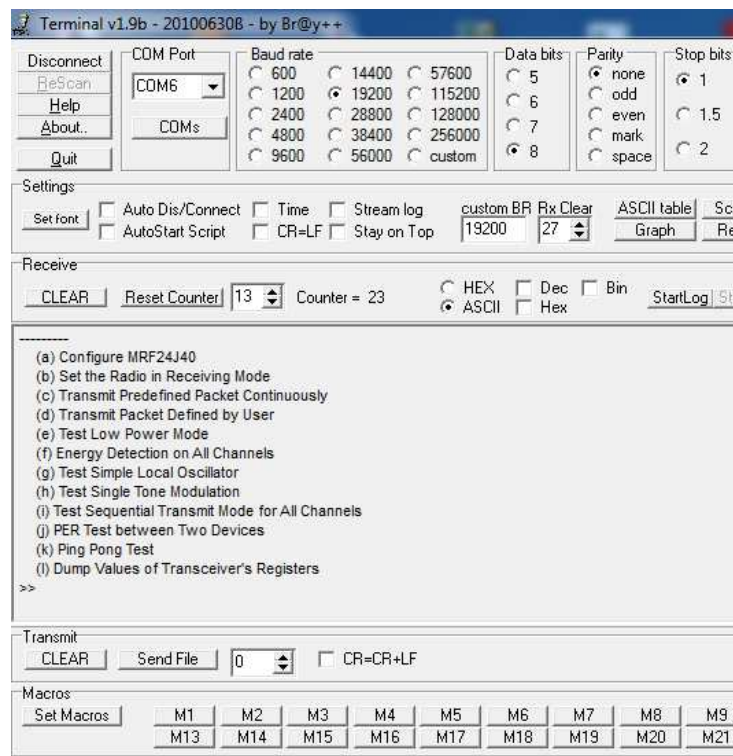 Terminal v1.9b - 20100630ß - by Br@y++
Disconnect
ReScan
Help
About..
Quit
COM Port
COM6
COMs
Baud rate
600 14400 57600
1200 19200 115200
2400 28800 128000
4800 38400 256000
9600 56000 custom
Data bits
5
6
7
8
Parity
none
odd
even
mark
space
Stop bits
1
1.5
2
Settings
Set font
Auto Dis/Connect Time Stream log
AutoStart Script CR=LF Stay on Top
custom BR Rx Clear
19200 27
ASCII table Sc
Graph Re
Receive
CLEAR Reset Counter 13 Counter = 23
HEX Dec Bin
ASCII Hex
StartLog St
---------
(a) Configure MRF24J40
(b) Set the Radio in Receiving Mode
(c) Transmit Predefined Packet Continuously
(d) Transmit Packet Defined by User
(e) Test Low Power Mode
(f) Energy Detection on All Channels
(g) Test Simple Local Oscillator
(h) Test Single Tone Modulation
(i) Test Sequential Transmit Mode for All Channels
(j) PER Test between Two Devices
(k) Ping Pong Test
(l) Dump Values of Transceiver's Registers
>>
Transmit
CLEAR Send File 0 CR=CR+LF
Macros
Set Macros M1 M2 M3 M4 M5 M6 M7 M8 M9
M13 M14 M15 M16 M17 M18 M19 M20 M21